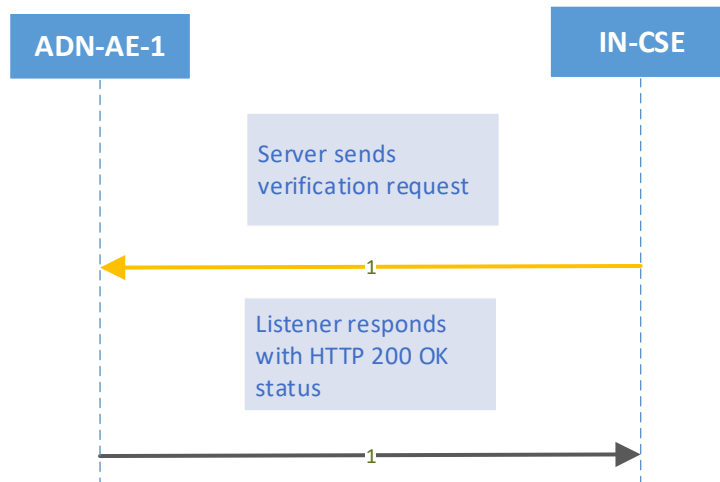 ADN-AE-1
IN-CSE
Server sends
verification request
1
Listener responds
with HTTP 200 OK
status
1